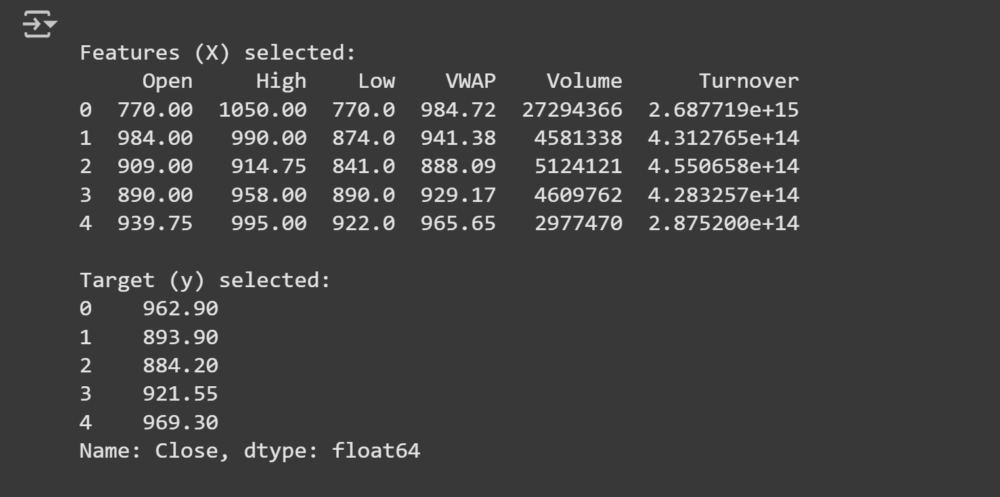 Features (X) selected:
     Open     High    Low    VWAP    Volume      Turnover
0  770.00  1050.00  770.0  984.72  27294366  2.687719e+15
1  984.00   990.00  874.0  941.38   4581338  4.312765e+14
2  909.00   914.75  841.0  888.09   5124121  4.550658e+14
3  890.00   958.00  890.0  929.17   4609762  4.283257e+14
4  939.75   995.00  922.0  965.65   2977470  2.875200e+14
Target (y) selected:
0    962.90
1    893.90
2    884.20
3    921.55
4    969.30
Name: Close, dtype: float64